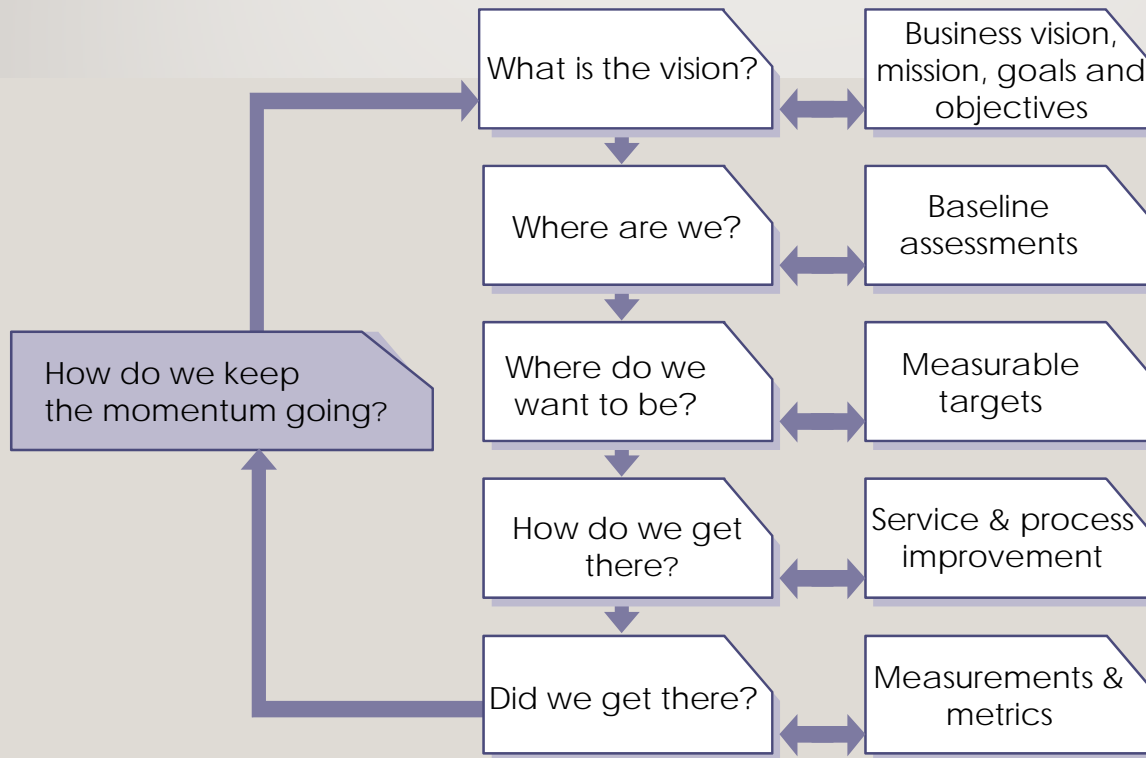 What is the vision?
Business vision,
mission, goals and
objectives
Where are we?
Baseline
assessments
How do we keep
the momentum going?
Where do we
want to be?
Measurable
targets
How do we get
there?
Service & process
improvement
Did we get there?
Measurements &
metrics